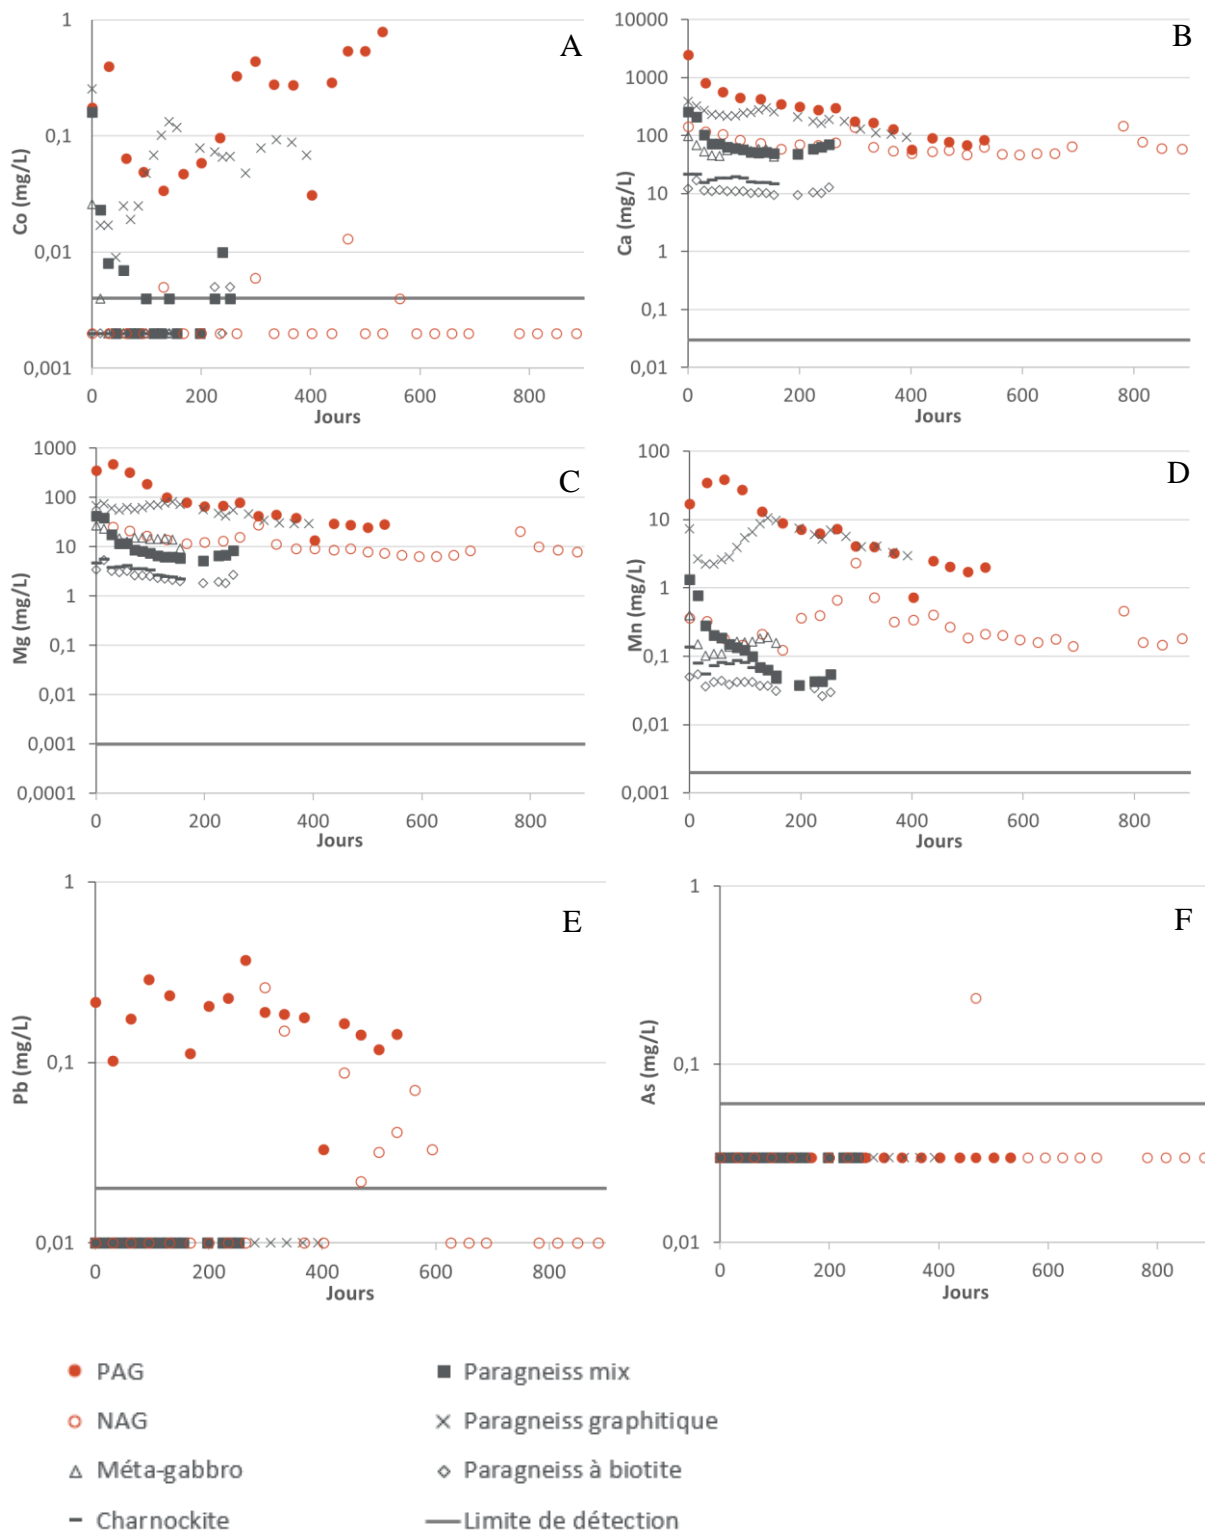 A
Co (mg/L)
1
0,1
0,01
0,001
0 200 400 600 800
Jours
B
Ca (mg/L)
10000
1000
100
10
1
0,1
0,01
0 200 400 600 800
Jours
C
Mg (mg/L)
1000
100
10
1
0,1
0,01
0,001
0,0001
0 200 400 600 800
Jours
D
Mn (mg/L)
100
10
1
0,1
0,01
0,001
0 200 400 600 800
Jours
E
Pb (mg/L)
1
0,1
0,01
0 200 400 600 800
Jours
F
As (mg/L)
1
0,1
0,01
0 200 400 600 800
Jours
PAG
Paragneiss mix
NAG
Paragneiss graphitique
Méta-gabbro
Paragneiss à biotite
Charnockite
Limite de détection